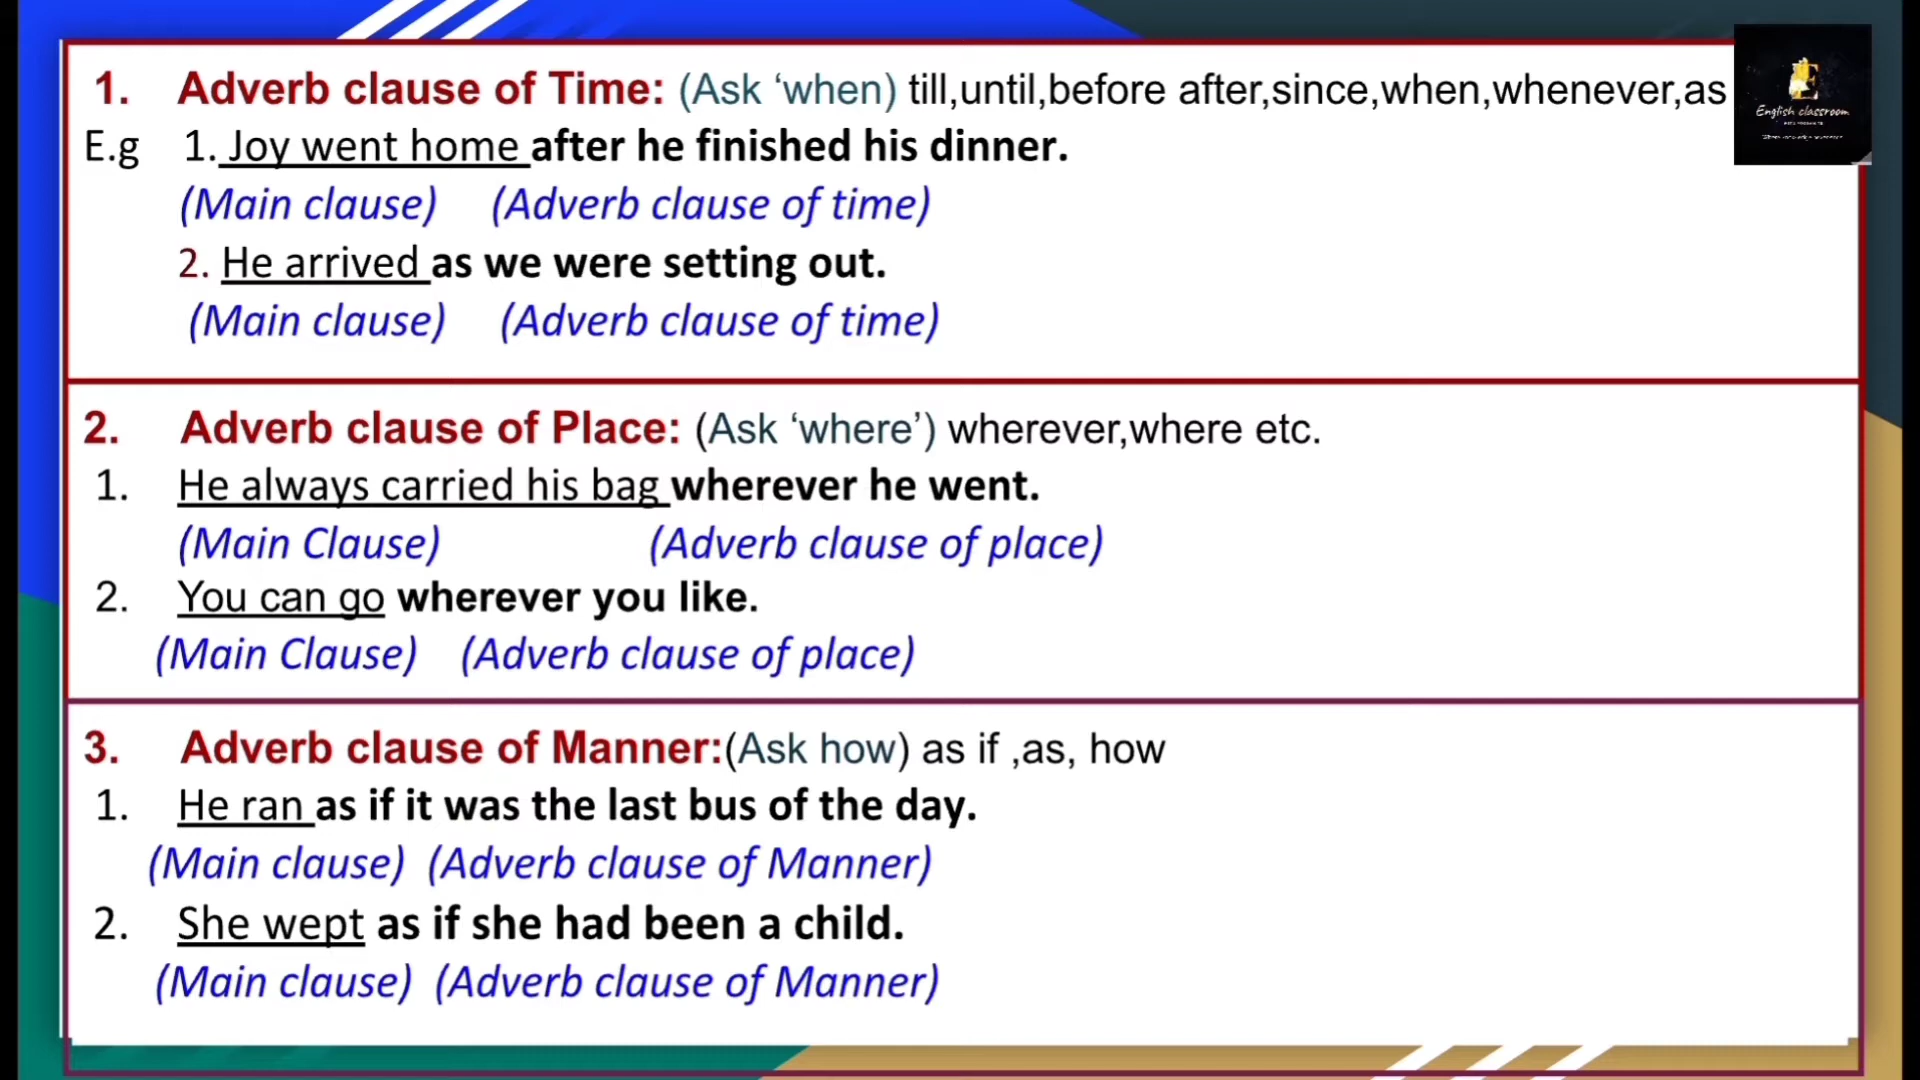 1. Adverb clause of Time: (Ask ‘when) till,until,before after,since,when,whenever,as
E.g 1. Joy went home after he finished his dinner.
(Main clause) (Adverb clause of time)
2. He arrived as we were setting out.
(Main clause) (Adverb clause of time)
2. Adverb clause of Place: (Ask ‘where’) wherever,where etc.
1. He always carried his bag wherever he went.
(Main Clause) (Adverb clause of place)
2. You can go wherever you like.
(Main Clause) (Adverb clause of place)
3. Adverb clause of Manner:(Ask how) as if ,as, how
1. He ran as if it was the last bus of the day.
(Main clause) (Adverb clause of Manner)
2. She wept as if she had been a child.
(Main clause) (Adverb clause of Manner)
E
English classroom